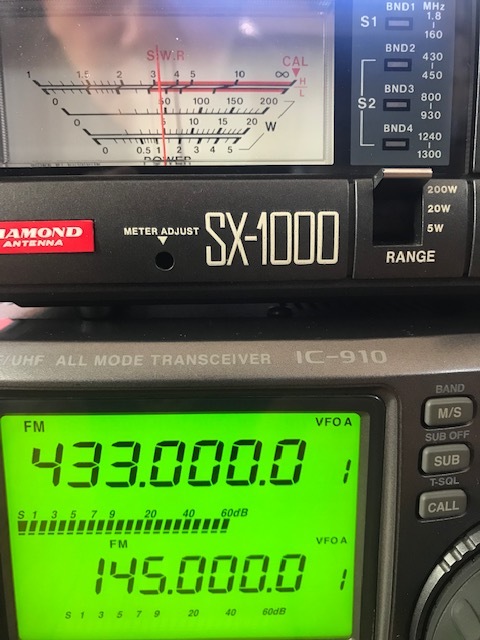 BND1 MHz
S1 1.8
160
SWR
BND2 430
450
CAL
1 1.5 2 3 4 5 10 ∞
H
L
BND3 800
S2 930
0 50 100 150 200
0 5 10 15 20 W
BND4 1240
1300
0 0.5 1 2 3 4 5
POWER
200W
20W
5W
RANGE
DIAMOND
ANTENNA
METER ADJUST SX-1000
/UHF ALL MODE TRANSCEIVER IC-910
BAND
M/S
SUB OFF
SUB
T-SQL
CALL
FM VFO A
433.000.0 1
S 1 3 5 7 9 20 40 60dB
FM VFO A
145.000.0 1
S 1 3 5 7 9 20 40 60dB